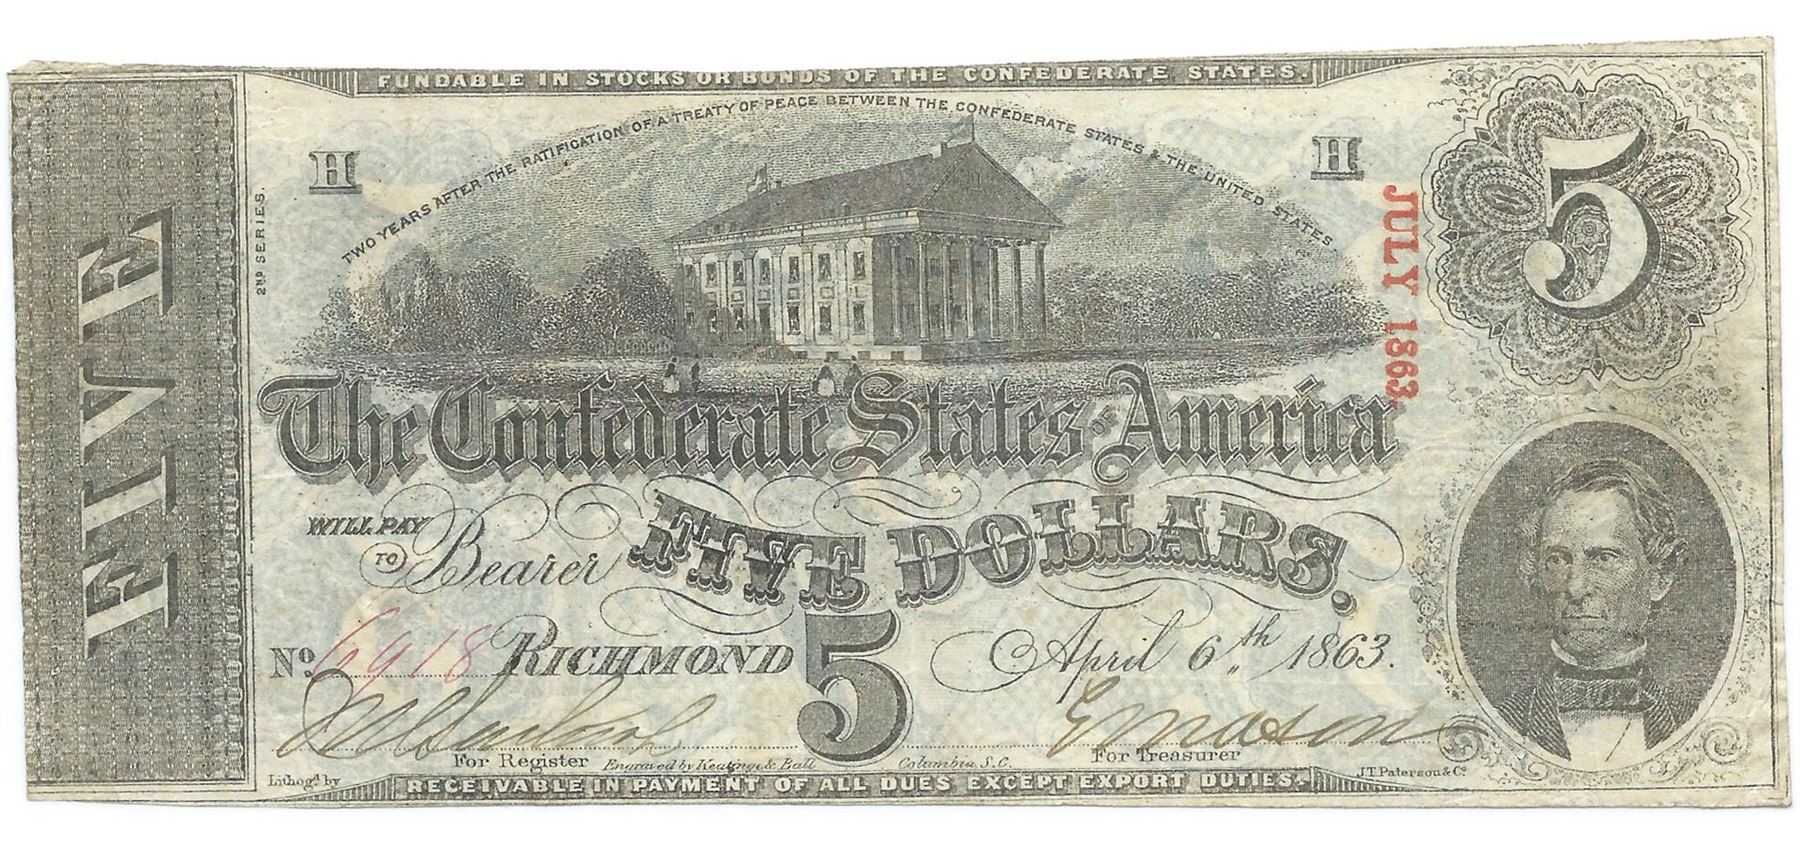 FUNDABLE IN STOCKS OR BONDS OF THE CONFEDERATE STATES.
TWO YEARS AFTER THE RATIFICATION OF A TREATY OF PEACE BETWEEN THE CONFEDERATE STATES & THE UNITED STATES
H
H
5
FIVE
2ND SERIES.
JULY 1863.
The Confederate States of America
WILL PAY
TO Bearer FIVE DOLLARS.
No. 6918 RICHMOND 5 April 6th 1863.
E Mason
For Register Engraved by Keatinge & Ball Columbia, S.C. For Treasurer
Lithogd by J.T. Paterson & Co
RECEIVABLE IN PAYMENT OF ALL DUES EXCEPT EXPORT DUTIES.